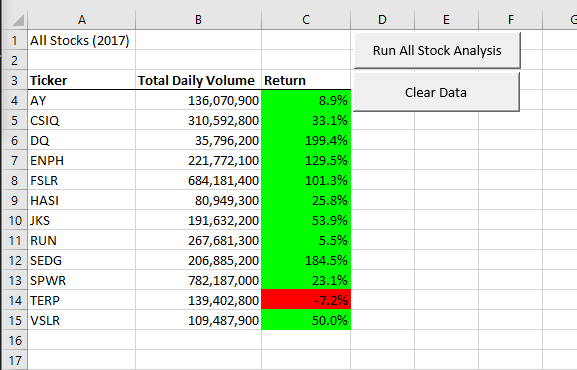 A B C D E F G
1 All Stocks (2017) Run All Stock Analysis
2
3 Ticker Total Daily Volume Return
4 AY 136,070,900 8.9% Clear Data
5 CSIQ 310,592,800 33.1%
6 DQ 35,796,200 199.4%
7 ENPH 221,772,100 129.5%
8 FSLR 684,181,400 101.3%
9 HASI 80,949,300 25.8%
10 JKS 191,632,200 53.9%
11 RUN 267,681,300 5.5%
12 SEDG 206,885,200 184.5%
13 SPWR 782,187,000 23.1%
14 TERP 139,402,800 -7.2%
15 VSLR 109,487,900 50.0%
16
17